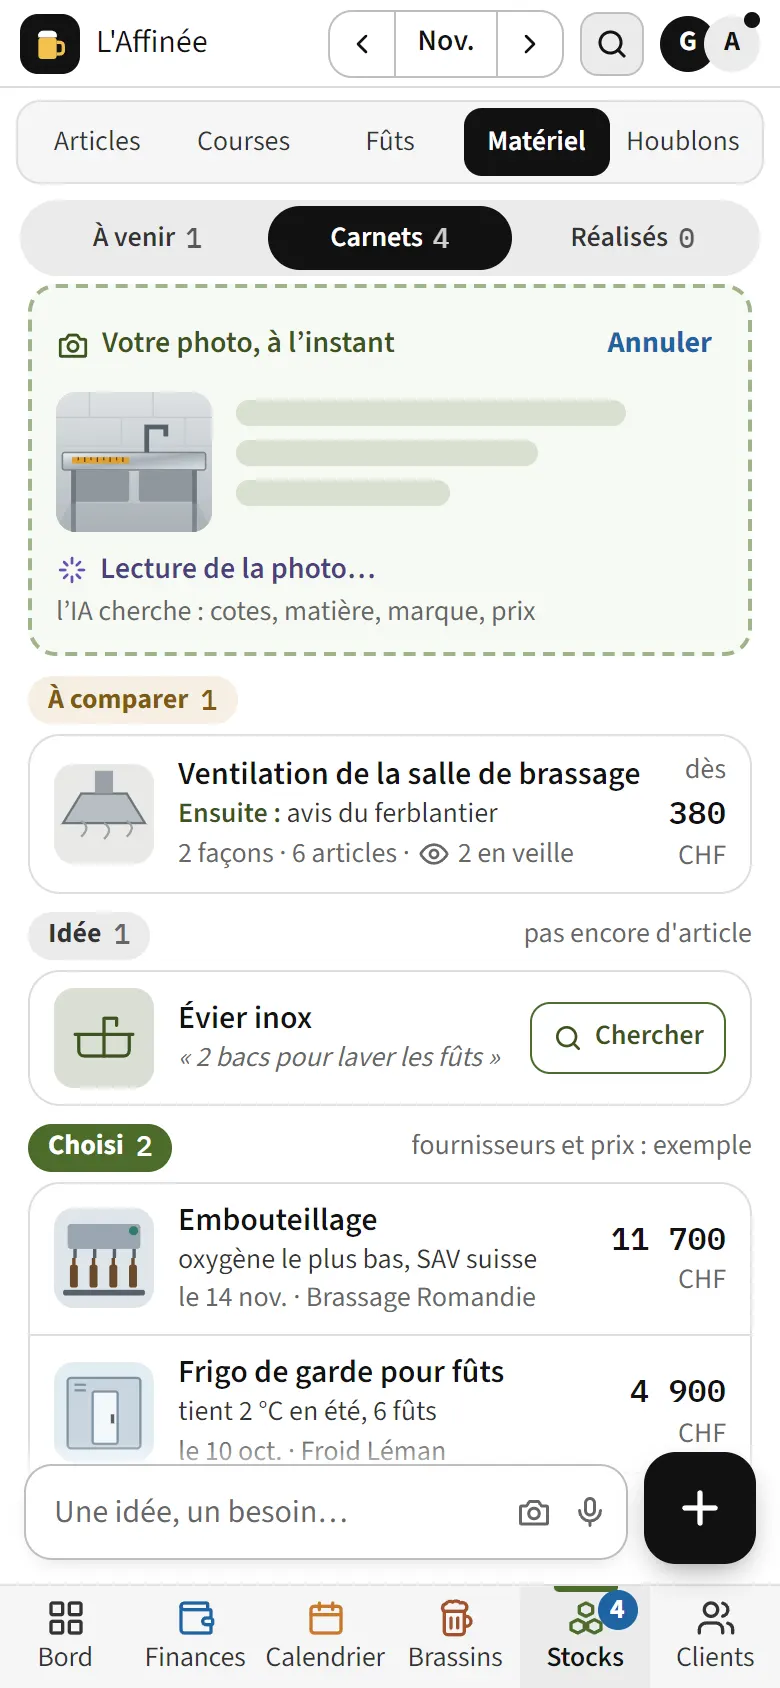 L'Affinée
Nov.
G
A
Articles
Courses
Fûts
Matériel
Houblons
À venir 1
Carnets 4
Réalisés 0
Votre photo, à l’instant
Annuler
Lecture de la photo…
l’IA cherche : cotes, matière, marque, prix
À comparer 1
Ventilation de la salle de brassage
dès
Ensuite : avis du ferblantier
380
2 façons · 6 articles · 2 en veille
CHF
Idée 1
pas encore d'article
Évier inox
« 2 bacs pour laver les fûts »
Chercher
Choisi 2
fournisseurs et prix : exemple
Embouteillage
oxygène le plus bas, SAV suisse
11 700
le 14 nov. · Brassage Romandie
CHF
Frigo de garde pour fûts
tient 2 °C en été, 6 fûts
4 900
le 10 oct. · Froid Léman
CHF
Une idée, un besoin…
Bord
Finances
Calendrier
Brassins
4
Stocks
Clients